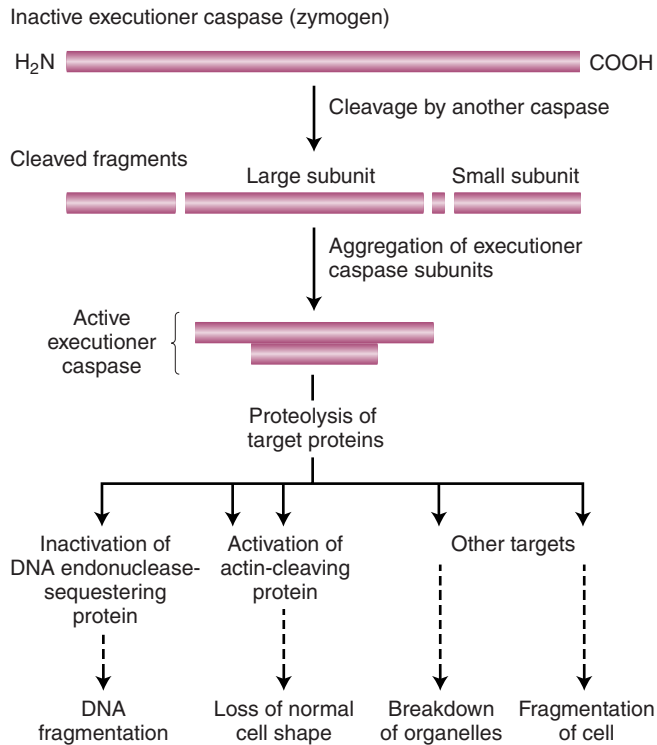 Inactive executioner caspase (zymogen)
H₂N
COOH
Cleavage by another caspase
Cleaved fragments
Large subunit
Small subunit
Aggregation of executioner
caspase subunits
Active
executioner
caspase
Proteolysis of
target proteins
Inactivation of
DNA endonuclease-
sequestering
protein
Activation of
actin-cleaving
protein
Other targets
DNA
fragmentation
Loss of normal
cell shape
Breakdown
of organelles
Fragmentation
of cell